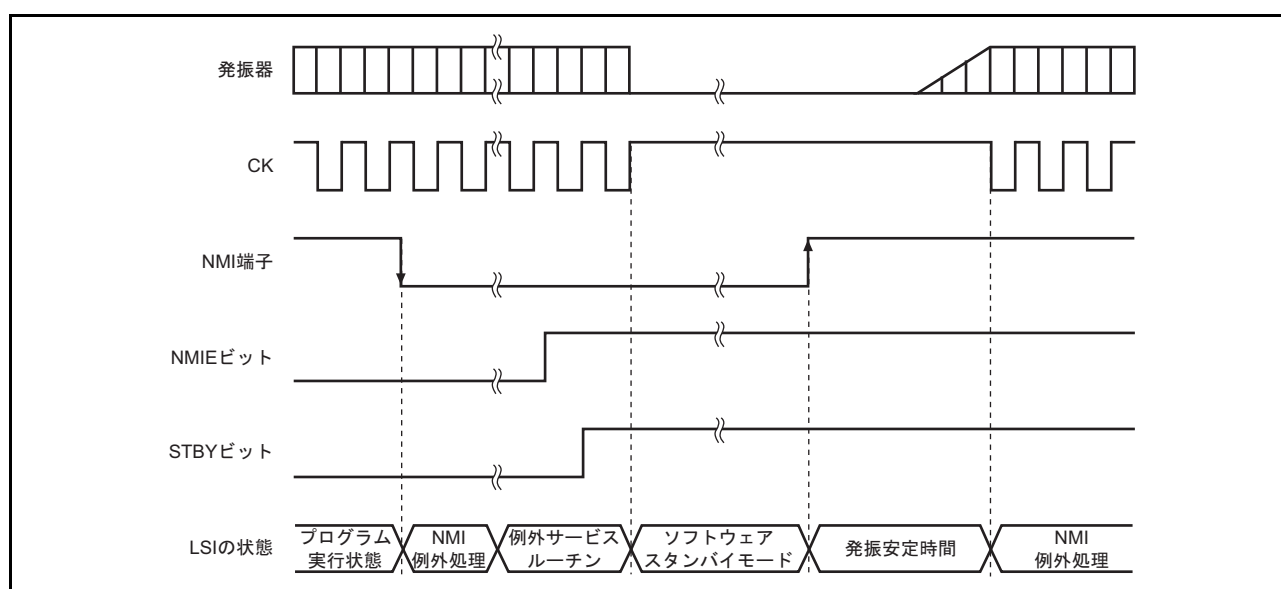 発振器
CK
NMI端子
NMIEビット
STBYビット
LSIの状態
プログラム
実行状態
NMI
例外処理
例外サービス
ルーチン
ソフトウェア
スタンバイモード
発振安定時間
NMI
例外処理